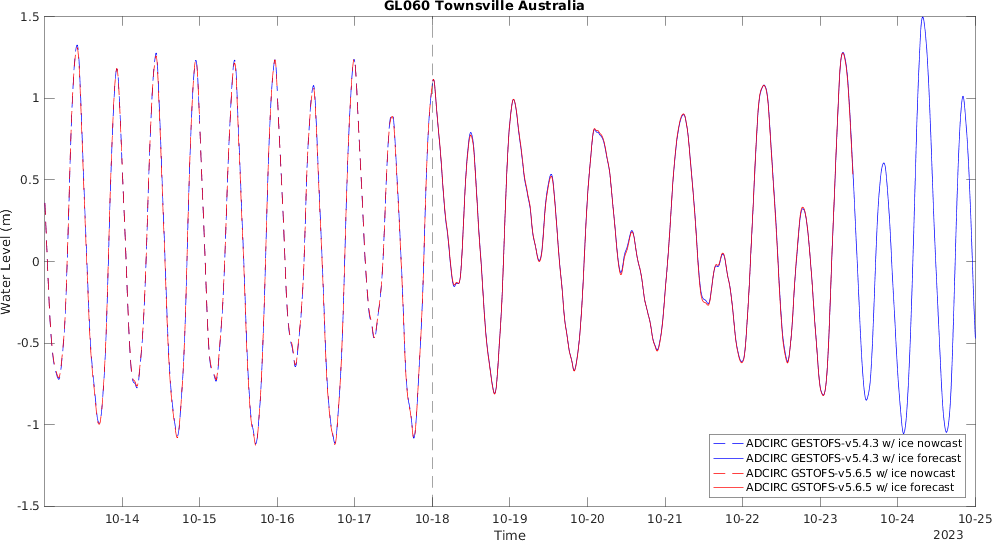 GL060 Townsville Australia
Water Level (m)
1.5
1
0.5
0
-0.5
-1
-1.5
ADCIRC GESTOFS-v5.4.3 w/ ice nowcast
ADCIRC GESTOFS-v5.4.3 w/ ice forecast
ADCIRC GSTOFS-v5.6.5 w/ ice nowcast
ADCIRC GSTOFS-v5.6.5 w/ ice forecast
10-14 10-15 10-16 10-17 10-18 10-19 10-20 10-21 10-22 10-23 10-24 10-25
Time 2023